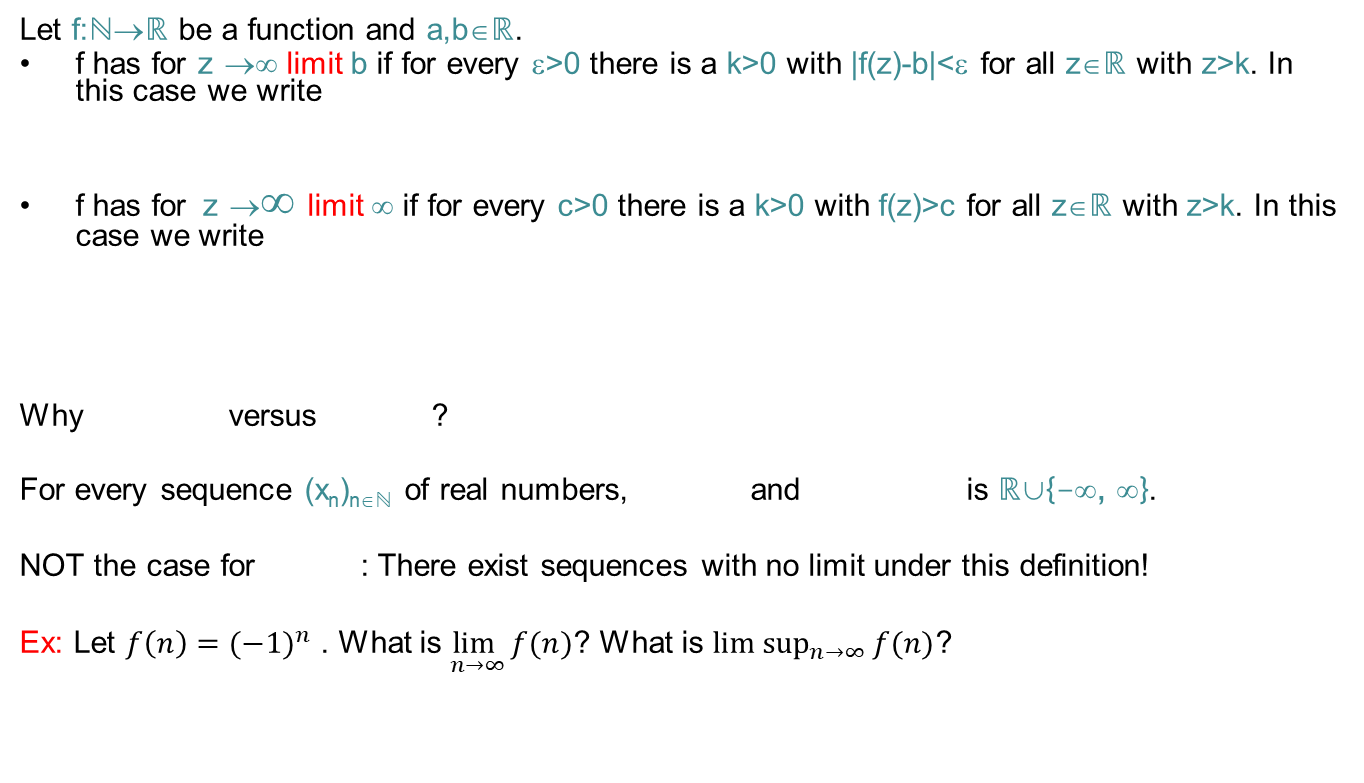 Let f:ℕ→ℝ be a function and a,b∈ℝ.
• f has for z →∞ limit b if for every ε>0 there is a k>0 with |f(z)-b|<ε for all z∈ℝ with z>k. In
this case we write
• f has for z →∞ limit ∞ if for every c>0 there is a k>0 with f(z)>c for all z∈ℝ with z>k. In this
case we write
Why versus ?
For every sequence (xₙ)n∈ℕ of real numbers, and is ℝ∪{−∞, ∞}.
NOT the case for : There exist sequences with no limit under this definition!
Ex: Let f(n) = (−1)ⁿ . What is lim n→∞ f(n)? What is lim supn→∞ f(n)?